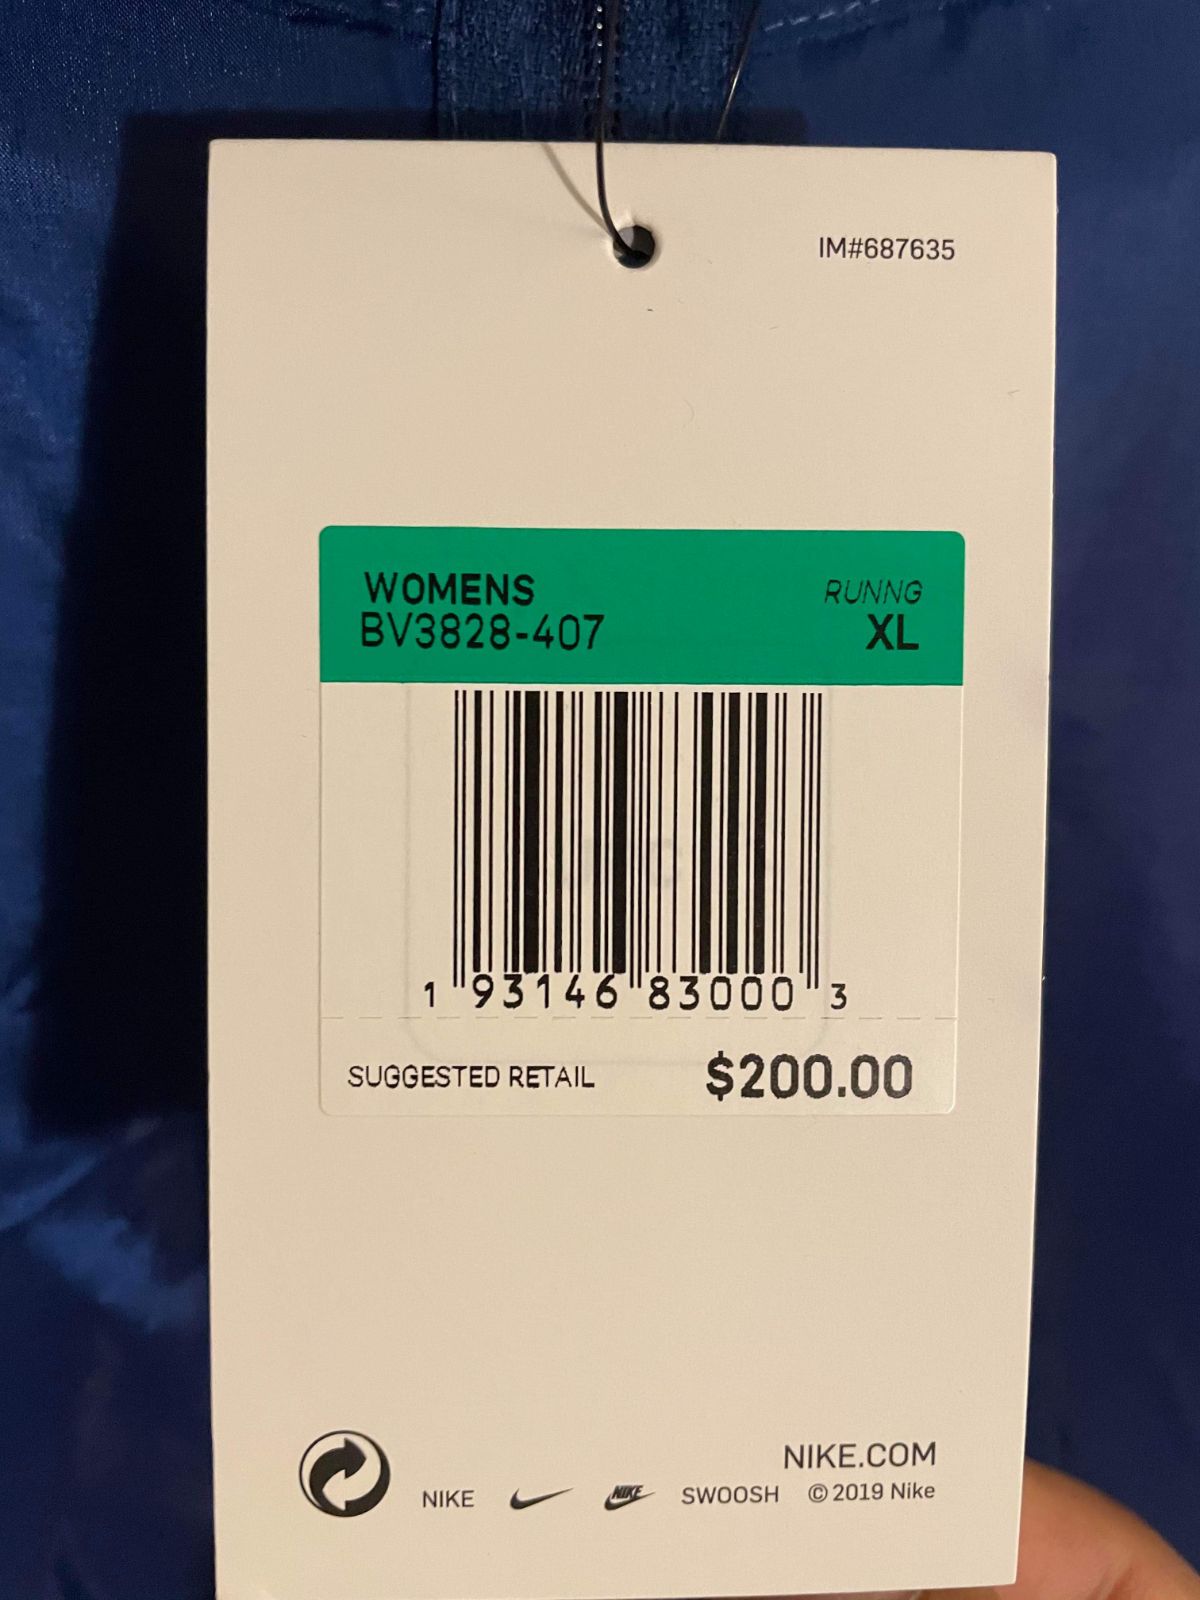 IM#687635
WOMENS RUNNG
BV3828-407 XL
1 93146 83000 3
SUGGESTED RETAIL $200.00
NIKE.COM
NIKE NIKE SWOOSH © 2019 Nike